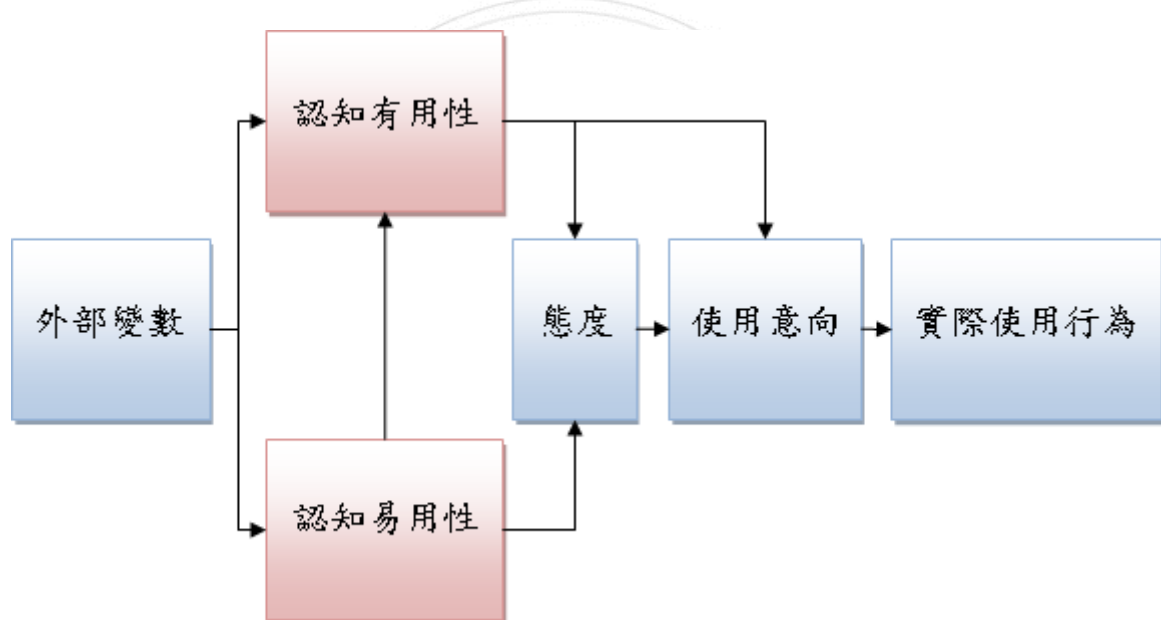 認知有用性
外部變數
態度
使用意向
實際使用行為
認知易用性